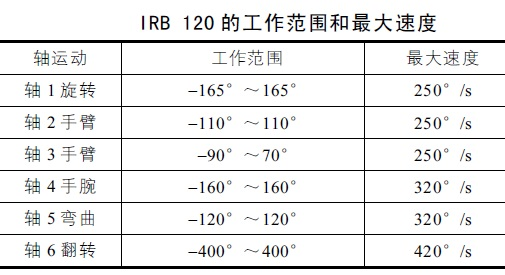 IRB 120 的工作范围和最大速度
轴运动 工作范围 最大速度
轴 1 旋转 –165°～165° 250°/s
轴 2 手臂 –110°～110° 250°/s
轴 3 手臂 –90°～70° 250°/s
轴 4 手腕 –160°～160° 320°/s
轴 5 弯曲 –120°～120° 320°/s
轴 6 翻转 –400°～400° 420°/s